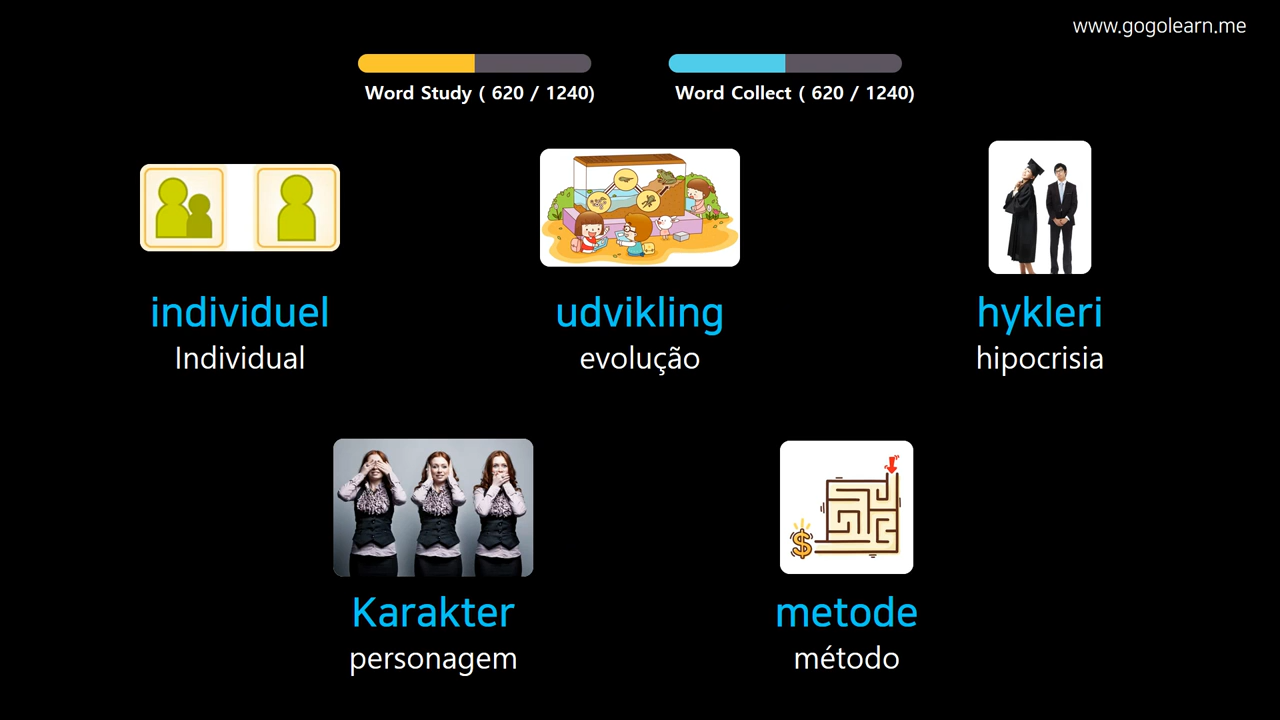 www.gogolearn.me
Word Study ( 620 / 1240)
Word Collect ( 620 / 1240)
individuel
Individual
udvikling
evolução
hykleri
hipocrisia
Karakter
personagem
metode
método